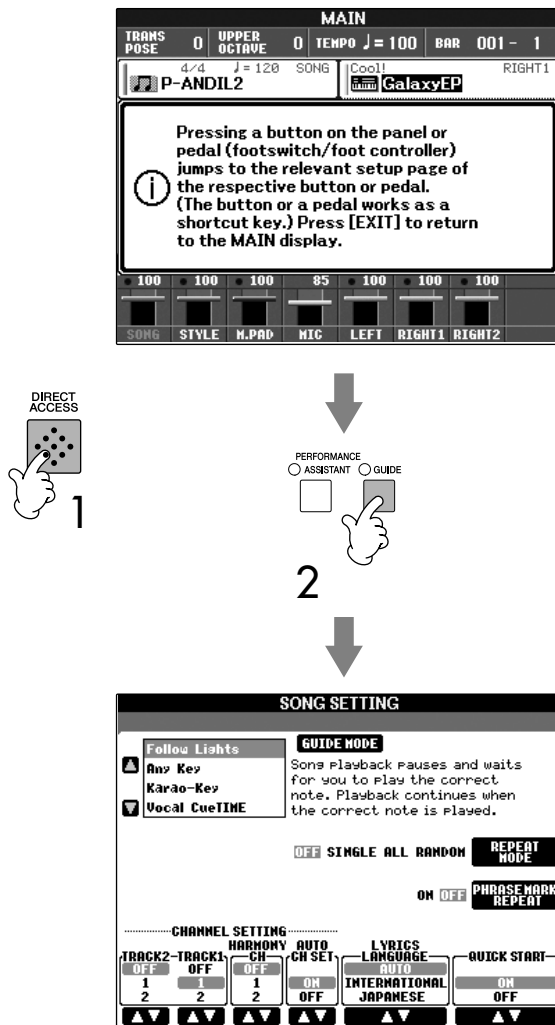 MAIN
TRANS POSE 0 UPPER OCTAVE 0 TEMPO ♩= 100 BAR 001 - 1
4/4 ♩= 120 SONG
P-ANDIL2
Cool! RIGHT1
GalaxyEP
Pressing a button on the panel or
pedal (footswitch/foot controller)
jumps to the relevant setup page of
the respective button or pedal.
(The button or a pedal works as a
shortcut key.) Press [EXIT] to return
to the MAIN display.
100 100 100 85 100 100 100
SONG STYLE M.PAD MIC LEFT RIGHT1 RIGHT2
DIRECT
ACCESS
1
PERFORMANCE
ASSISTANT GUIDE
2
SONG SETTING
Follow Lights
Any Key
Karao-Key
Vocal CueTIME
GUIDE MODE
Song playback pauses and waits
for you to play the correct
note. Playback continues when
the correct note is played.
OFF SINGLE ALL RANDOM REPEAT MODE
ON OFF PHRASE MARK REPEAT
CHANNEL SETTING
TRACK2 TRACK1 HARMONY CH AUTO CH SET LYRICS LANGUAGE QUICK START
OFF OFF OFF AUTO
1 1 1 ON INTERNATIONAL ON
2 2 2 OFF JAPANESE OFF